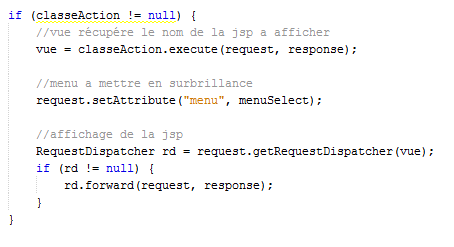 if (classeAction != null) {
//vue récupère le nom de la jsp a afficher
vue = classeAction.execute(request, response);
//menu a mettre en surbrillance
request.setAttribute("menu", menuSelect);
//affichage de la jsp
RequestDispatcher rd = request.getRequestDispatcher(vue);
if (rd != null) {
rd.forward(request, response);
}
}